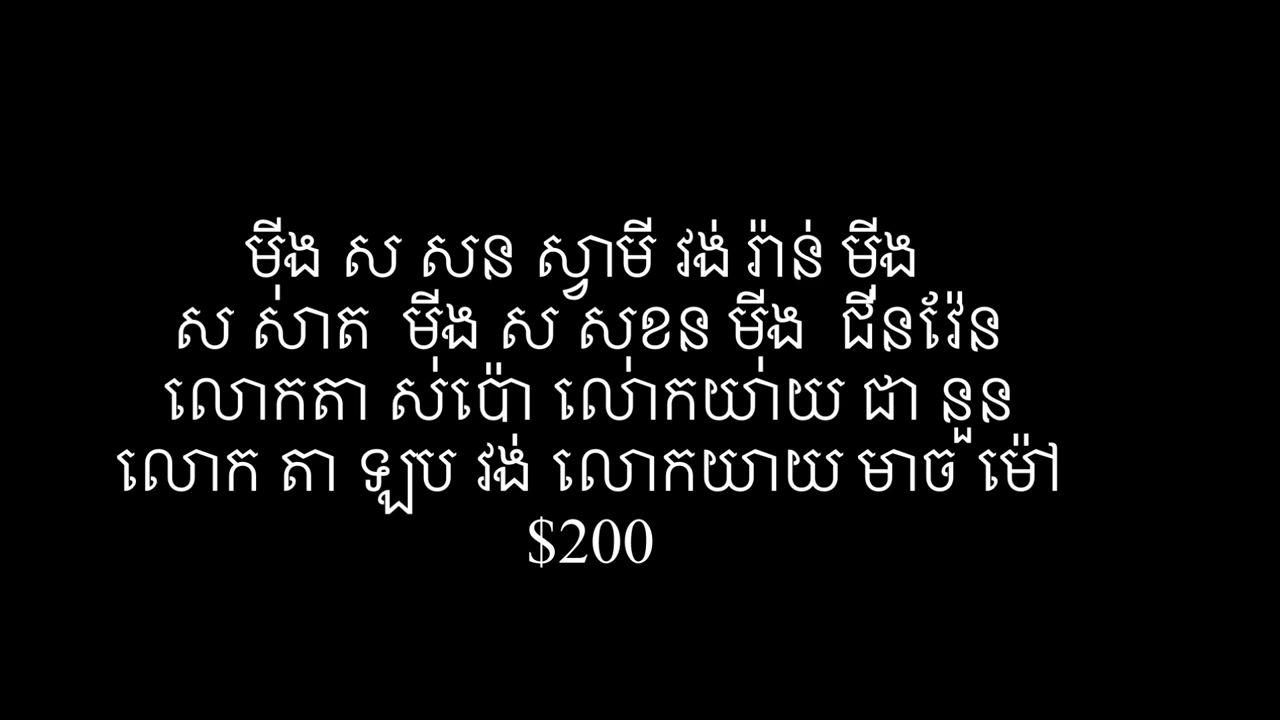 ម៉ីង ស សន ស្វាមី វង់ រ៉ាន់ ម៉ីង
ស ស់ាត ម៉ីង ស សខន ម៉ីង ជីនវ៉ែន
លោកតា ស់ប៉ោ លោ់កយា់យ ជា នួន
លោក តា ឡប វង់ លោកយាយ មាច ម៉ៅ
$200